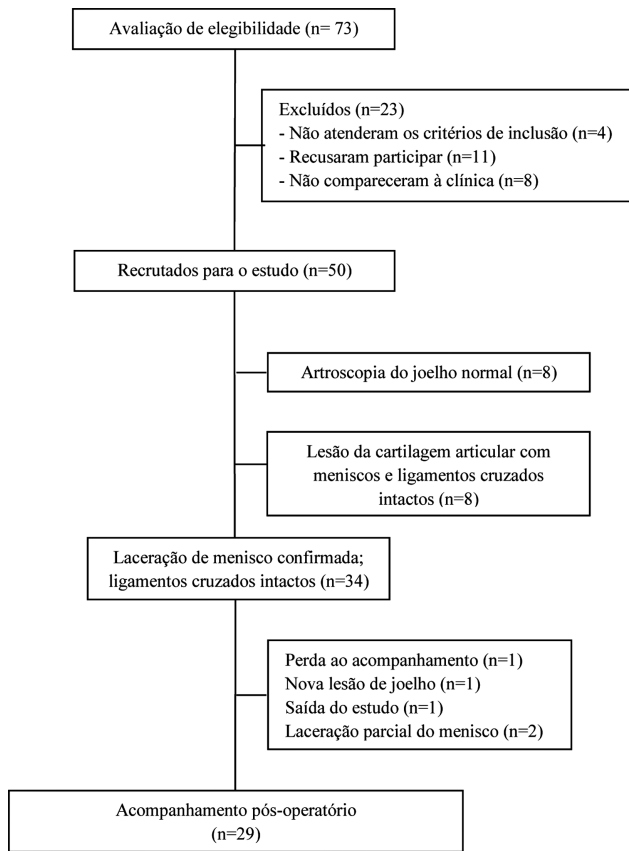 Avaliação de elegibilidade (n= 73)
Excluídos (n=23)
- Não atenderam os critérios de inclusão (n=4)
- Recusaram participar (n=11)
- Não compareceram à clínica (n=8)
Recrutados para o estudo (n=50)
Artroscopia do joelho normal (n=8)
Lesão da cartilagem articular com
meniscos e ligamentos cruzados
intactos (n=8)
Laceração de menisco confirmada;
ligamentos cruzados intactos (n=34)
Perda ao acompanhamento (n=1)
Nova lesão de joelho (n=1)
Saída do estudo (n=1)
Laceração parcial do menisco (n=2)
Acompanhamento pós-operatório
(n=29)